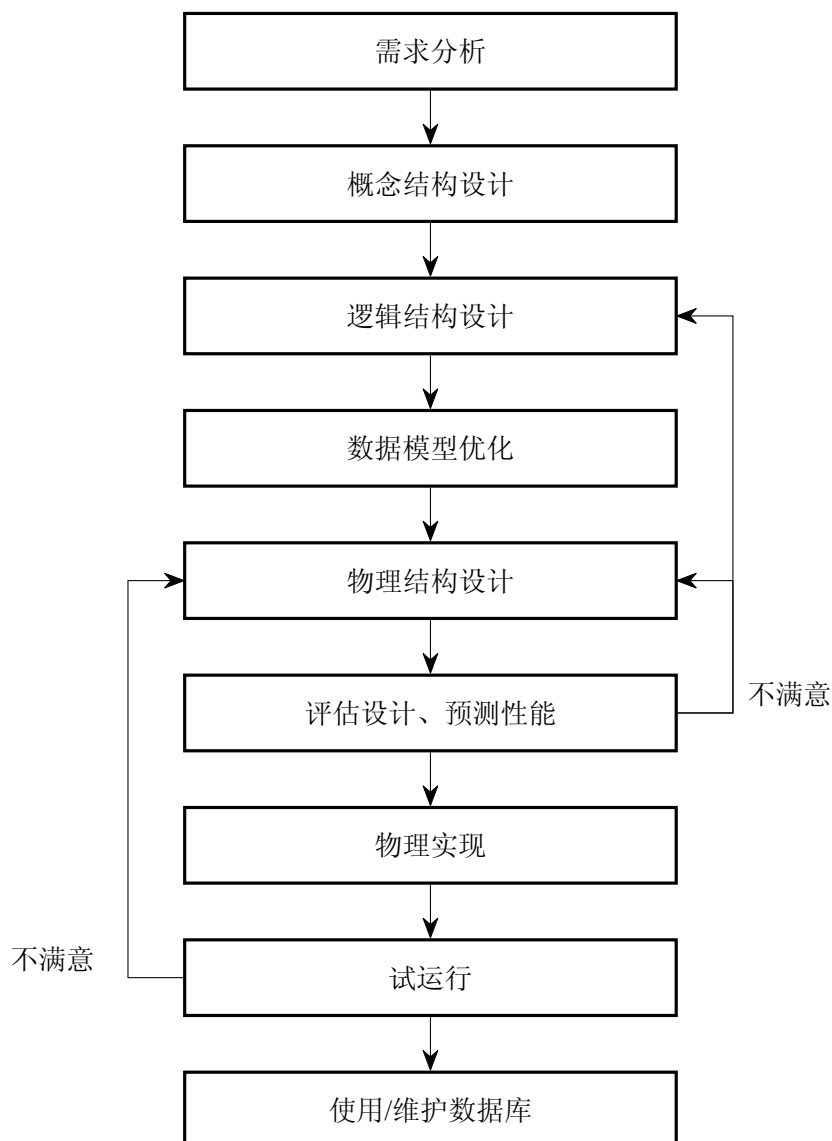 需求分析
概念结构设计
逻辑结构设计
数据模型优化
物理结构设计
评估设计、预测性能
不满意
物理实现
不满意
试运行
使用/维护数据库